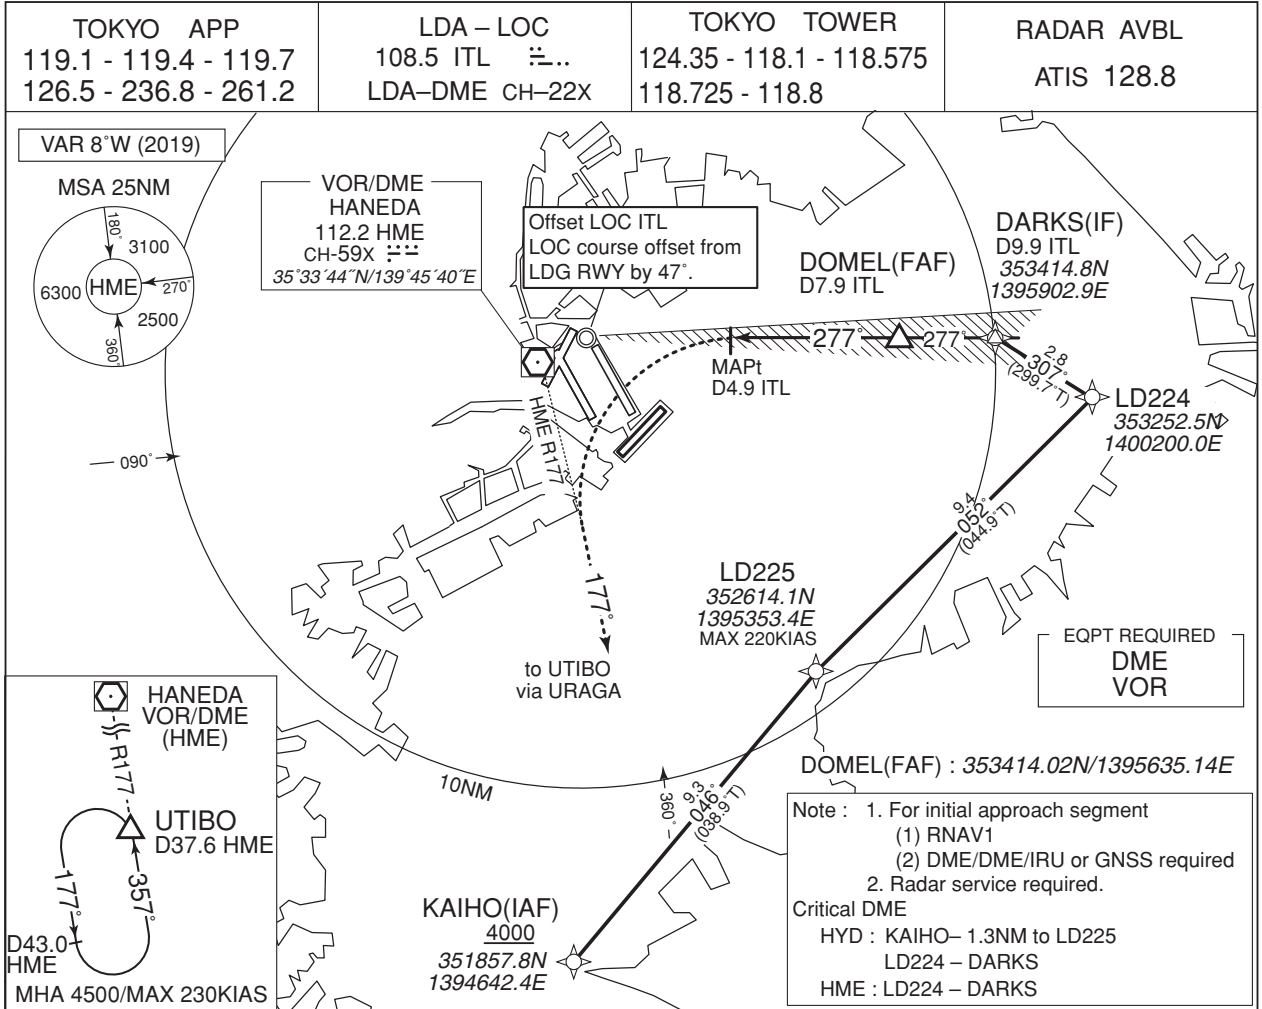 TOKYO APP
119.1 - 119.4 - 119.7
126.5 - 236.8 - 261.2
LDA – LOC
108.5 ITL
LDA–DME CH–22X
TOKYO TOWER
124.35 - 118.1 - 118.575
118.725 - 118.8
RADAR AVBL
ATIS 128.8
VAR 8°W (2019)
MSA 25NM
180°
3100
6300
HME
270°
2500
360°
VOR/DME
HANEDA
112.2 HME
CH-59X
35°33´44˝N/139°45´40˝E
Offset LOC ITL
LOC course offset from
LDG RWY by 47°.
DOMEL(FAF)
D7.9 ITL
DARKS(IF)
D9.9 ITL
353414.8N
1395902.9E
277°
277°
MAPt
D4.9 ITL
2.8
307°
(299.7°T)
LD224
353252.5N
1400200.0E
HME R177
090°
9.4
052°
(044.9°T)
LD225
352614.1N
1395353.4E
MAX 220KIAS
177°
to UTIBO
via URAGA
EQPT REQUIRED
DME
VOR
10NM
360°
9.3
046°
(038.9°T)
DOMEL(FAF) : 353414.02N/1395635.14E
KAIHO(IAF)
4000
351857.8N
1394642.4E
HANEDA
VOR/DME
(HME)
R177
UTIBO
D37.6 HME
177°
357°
D43.0
HME
MHA 4500/MAX 230KIAS
Note : 1. For initial approach segment
(1) RNAV1
(2) DME/DME/IRU or GNSS required
2. Radar service required.
Critical DME
HYD : KAIHO– 1.3NM to LD225
LD224 – DARKS
HME : LD224 – DARKS